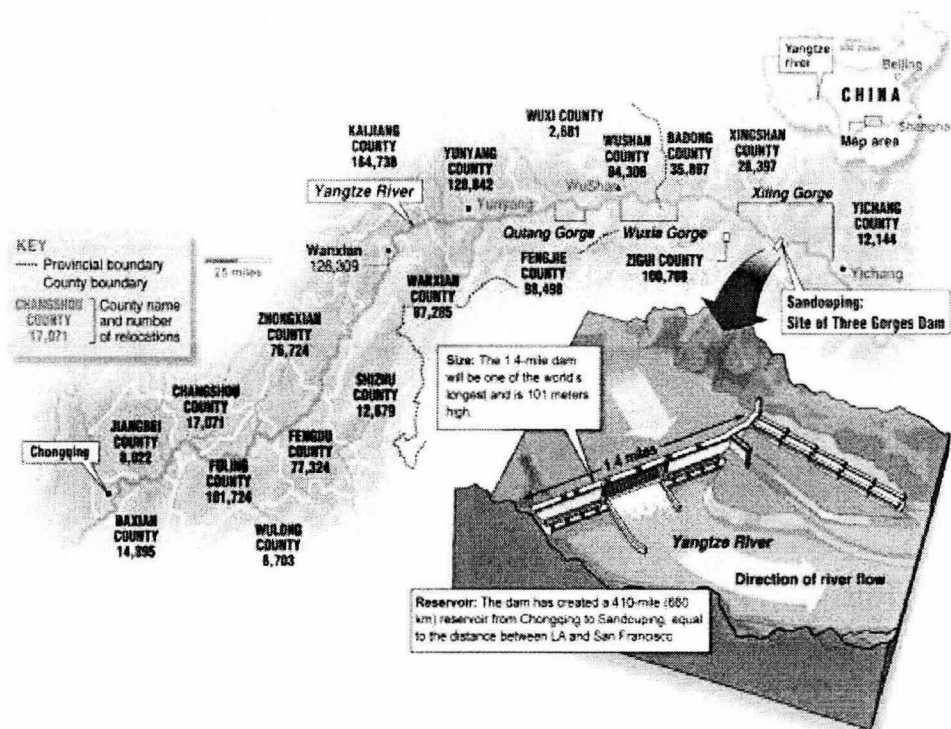 Yangtze
river
Beijing
CHINA
Shangha
Map area
WUXI COUNTY
2,681
KAIJIANG
COUNTY
164,738
YUNYANG
COUNTY
128,842
WUSHAN
COUNTY
84,306
BADONG
COUNTY
35,897
XINGSHAN
COUNTY
28,397
Yangtze River
WuShan
Yunyang
Xiling Gorge
YICHANG
COUNTY
12,144
Qutang Gorge
Wuxia Gorge
Wanxian
126,309
WANXIAN
COUNTY
87,285
FENGJIE
COUNTY
98,498
ZIGUI COUNTY
100,788
Yichang
KEY
Provincial boundary
County boundary
CHANGSHOU
COUNTY
17,071
County name
and number
of relocations
25 miles
Sandouping:
Site of Three Gorges Dam
ZHONGXIAN
COUNTY
76,724
Size: The 1.4-mile dam
will be one of the world's
longest and is 101 meters
high.
SHIZHU
COUNTY
12,879
CHANGSHOU
COUNTY
17,071
JIANGBEI
COUNTY
8,022
Chongqing
FULING
COUNTY
101,724
FENGDU
COUNTY
77,324
1.4 miles
BAXIAN
COUNTY
14,895
WULONG
COUNTY
6,703
Yangtze River
Direction of river flow
Reservoir: The dam has created a 410-mile (660
km) reservoir from Chongqing to Sandouping, equal
to the distance between LA and San Francisco